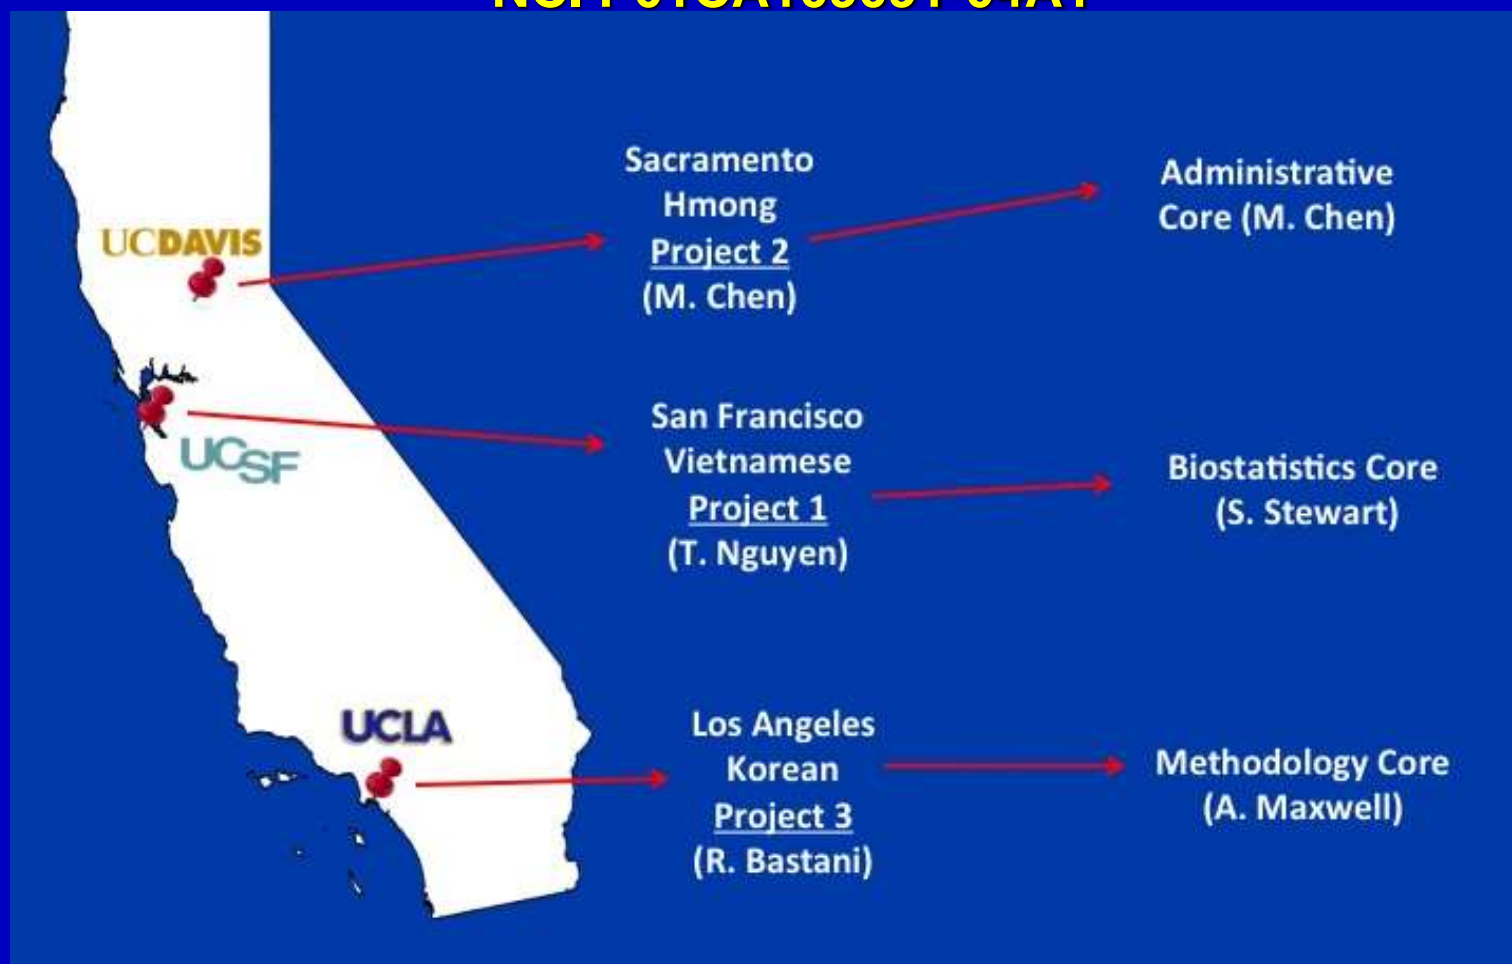 UCDAVIS
Sacramento
Hmong
Project 2
(M. Chen)
Administrative
Core (M. Chen)
UCSF
San Francisco
Vietnamese
Project 1
(T. Nguyen)
Biostatistics Core
(S. Stewart)
UCLA
Los Angeles
Korean
Project 3
(R. Bastani)
Methodology Core
(A. Maxwell)